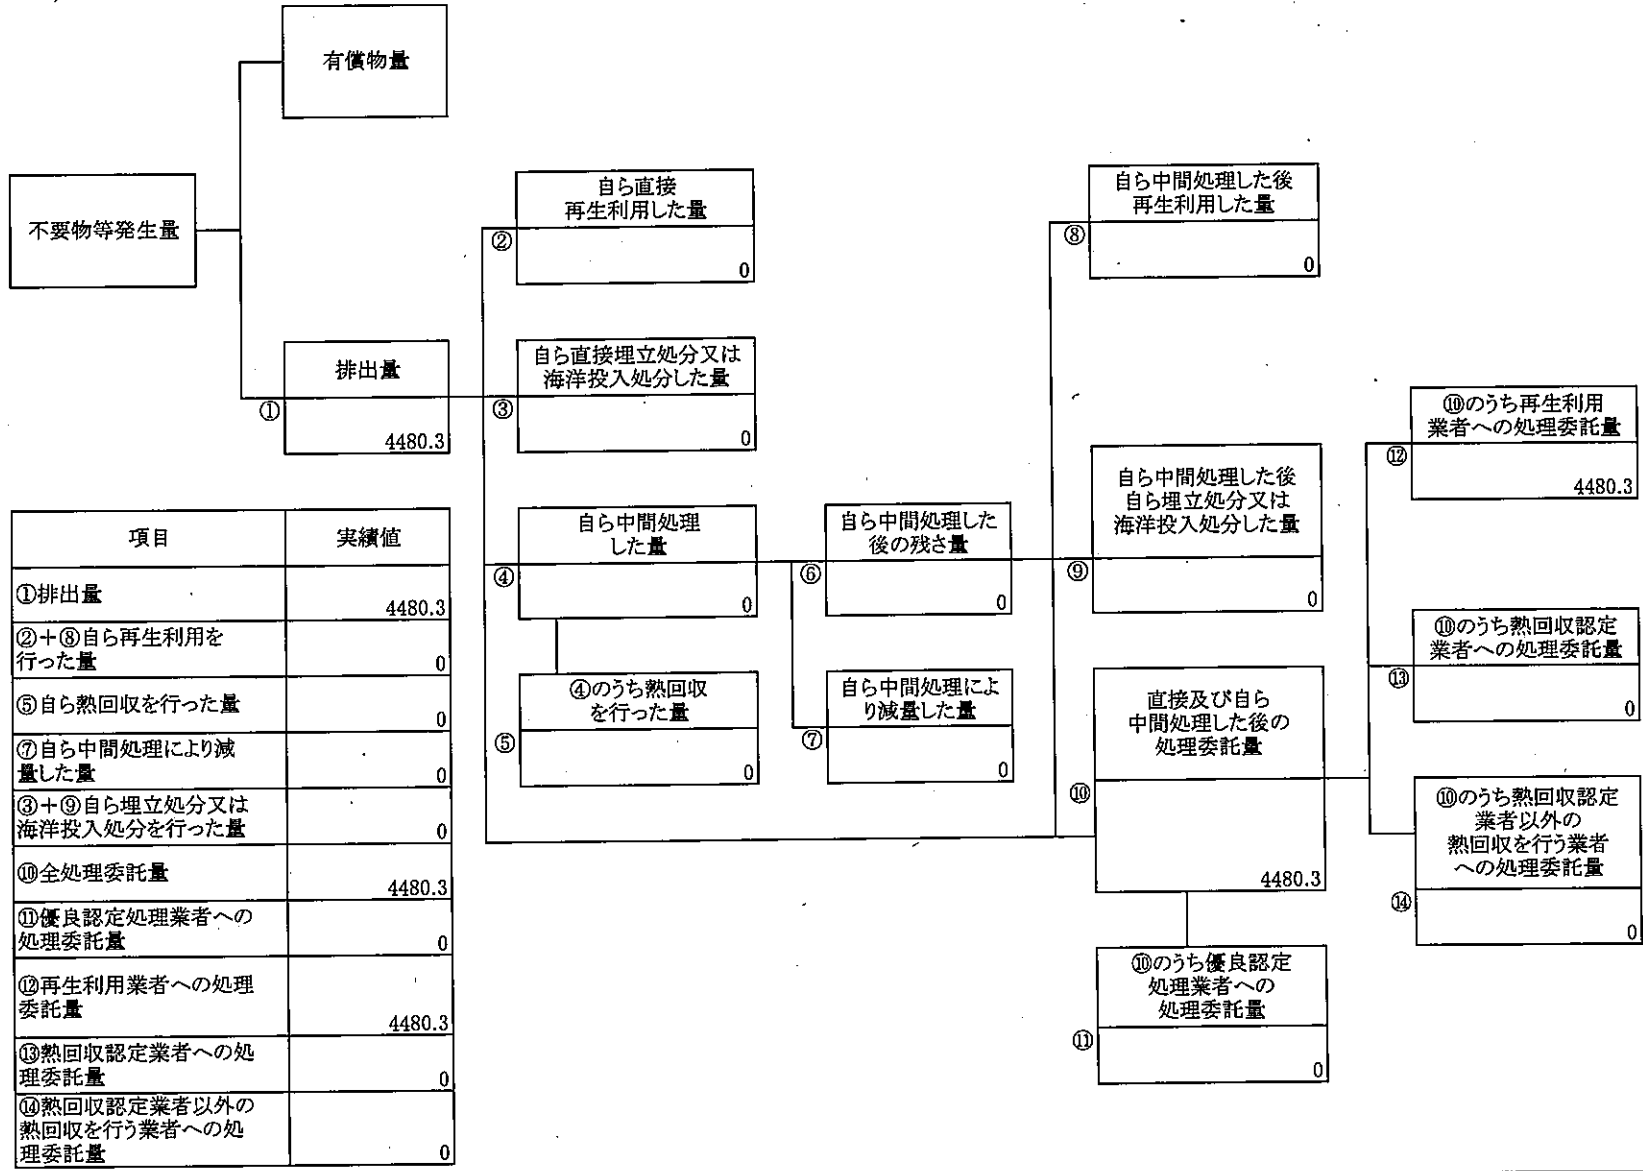 有償物量
不要物等発生量
排出量
①
4480.3
自ら直接
再生利用した量
②
0
自ら直接埋立処分又は
海洋投入処分した量
③
0
自ら中間処理
した量
④
0
④のうち熱回収
を行った量
⑤
0
自ら中間処理した
後の残さ量
⑥
0
自ら中間処理によ
り減量した量
⑦
0
自ら中間処理した後
再生利用した量
⑧
0
自ら中間処理した後
自ら埋立処分又は
海洋投入処分した量
⑨
0
直接及び自ら
中間処理した後の
処理委託量
⑩
4480.3
⑩のうち優良認定
処理業者への
処理委託量
⑪
0
⑩のうち再生利用
業者への処理委託量
⑫
4480.3
⑩のうち熱回収認定
業者への処理委託量
⑬
0
⑩のうち熱回収認定
業者以外の
熱回収を行う業者
への処理委託量
⑭
0
項目 実績値
①排出量
4480.3
②+⑧自ら再生利用を
行った量 0
⑤自ら熱回収を行った量
0
⑦自ら中間処理により減
量した量 0
③+⑨自ら埋立処分又は
海洋投入処分を行った量 0
⑩全処理委託量
4480.3
⑪優良認定処理業者への
処理委託量 0
⑫再生利用業者への処理
委託量
4480.3
⑬熱回収認定業者への処
理委託量 0
⑭熱回収認定業者以外の
熱回収を行う業者への処
理委託量 0